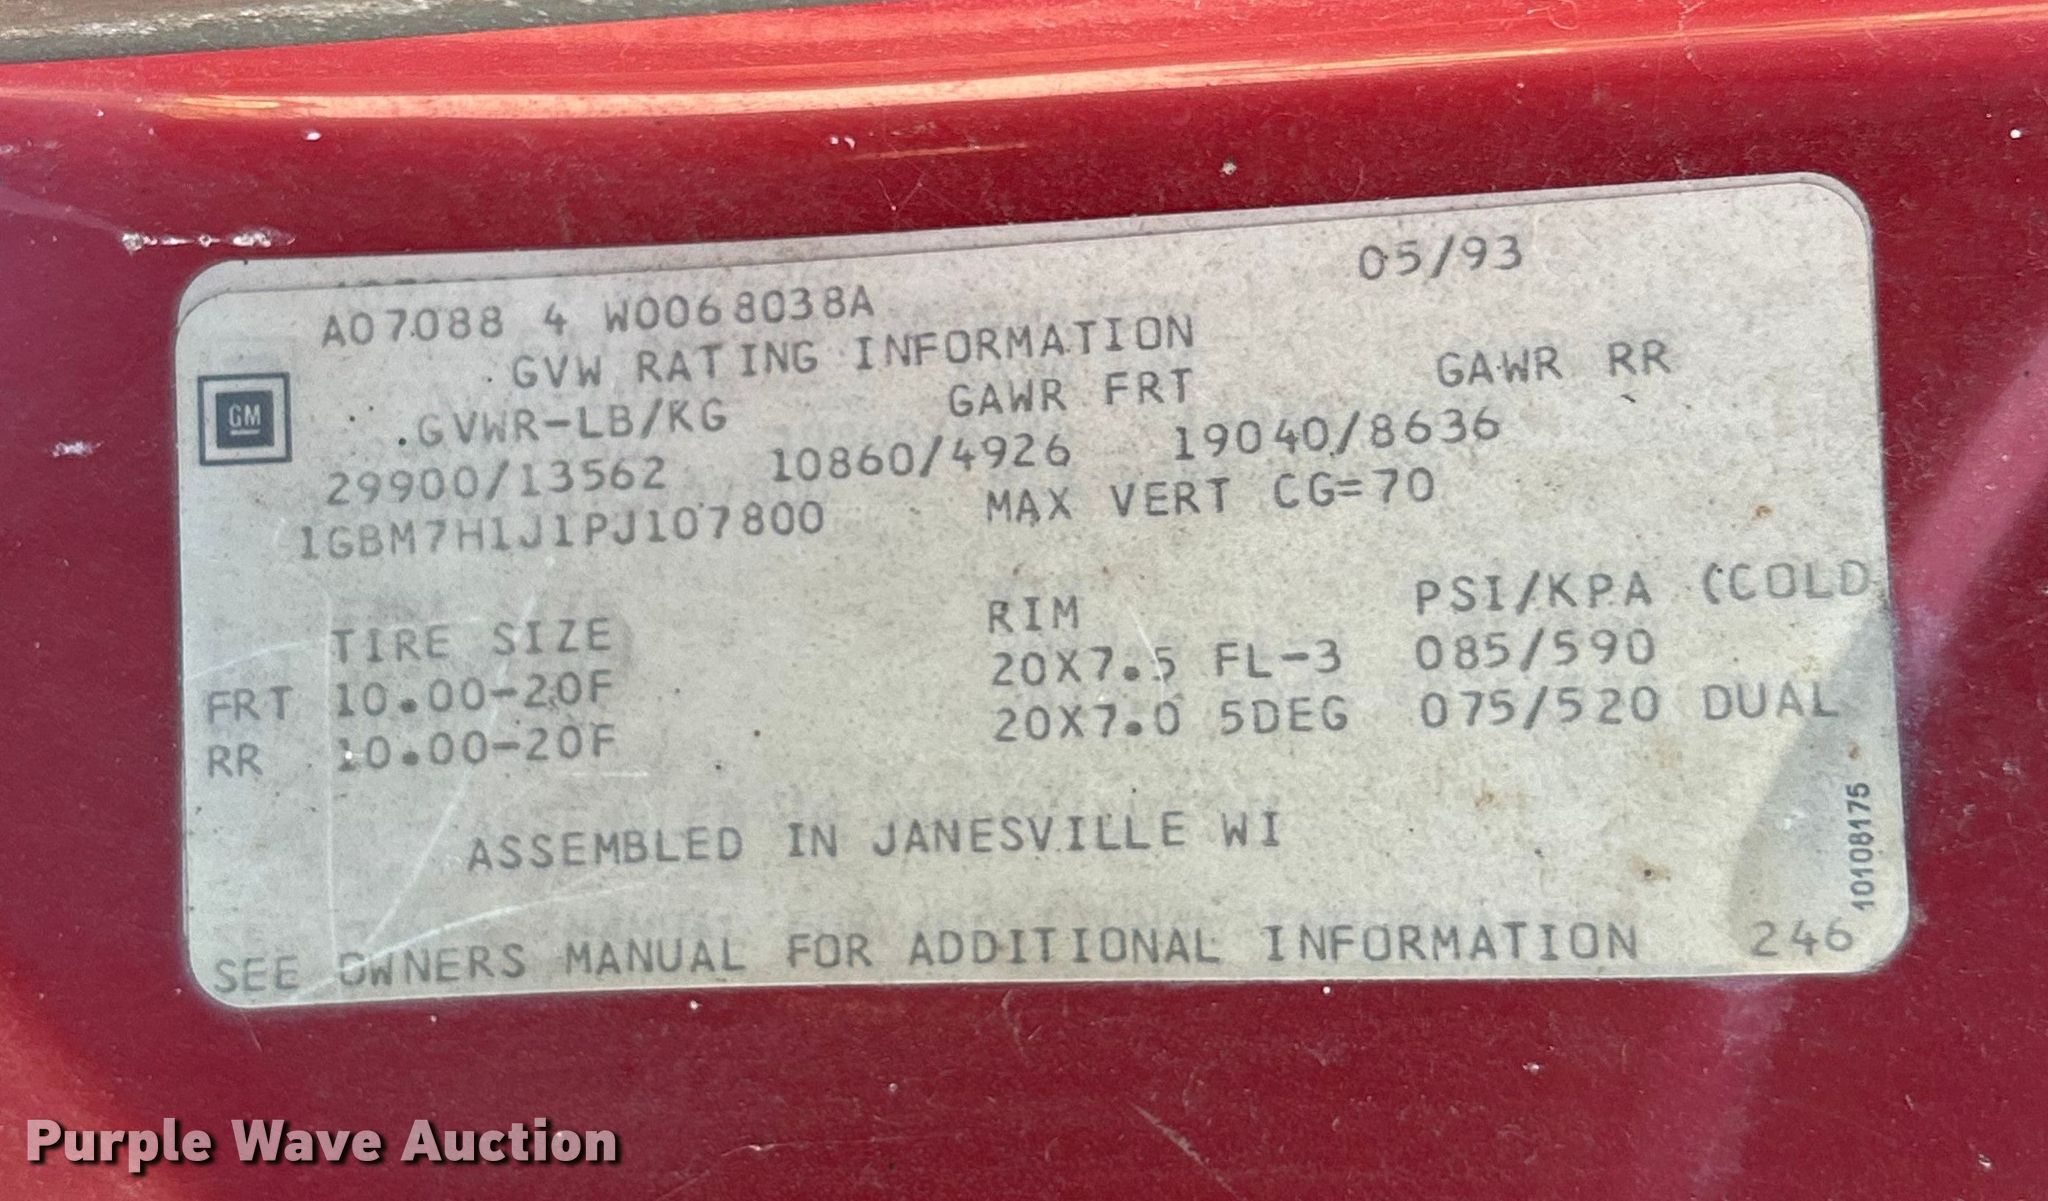 05/93
A07088 4 W0068038A
GVW RATING INFORMATION
GM
GVWR-LB/KG GAWR FRT GAWR RR
29900/13562 10860/4926 19040/8636
1GBM7H1J1PJ107800 MAX VERT CG=70
TIRE SIZE RIM PSI/KPA (COLD
FRT 10.00-20F 20X7.5 FL-3 085/590
RR 10.00-20F 20X7.0 5DEG 075/520 DUAL
10108175
ASSEMBLED IN JANESVILLE WI
SEE OWNERS MANUAL FOR ADDITIONAL INFORMATION 246
Purple Wave Auction